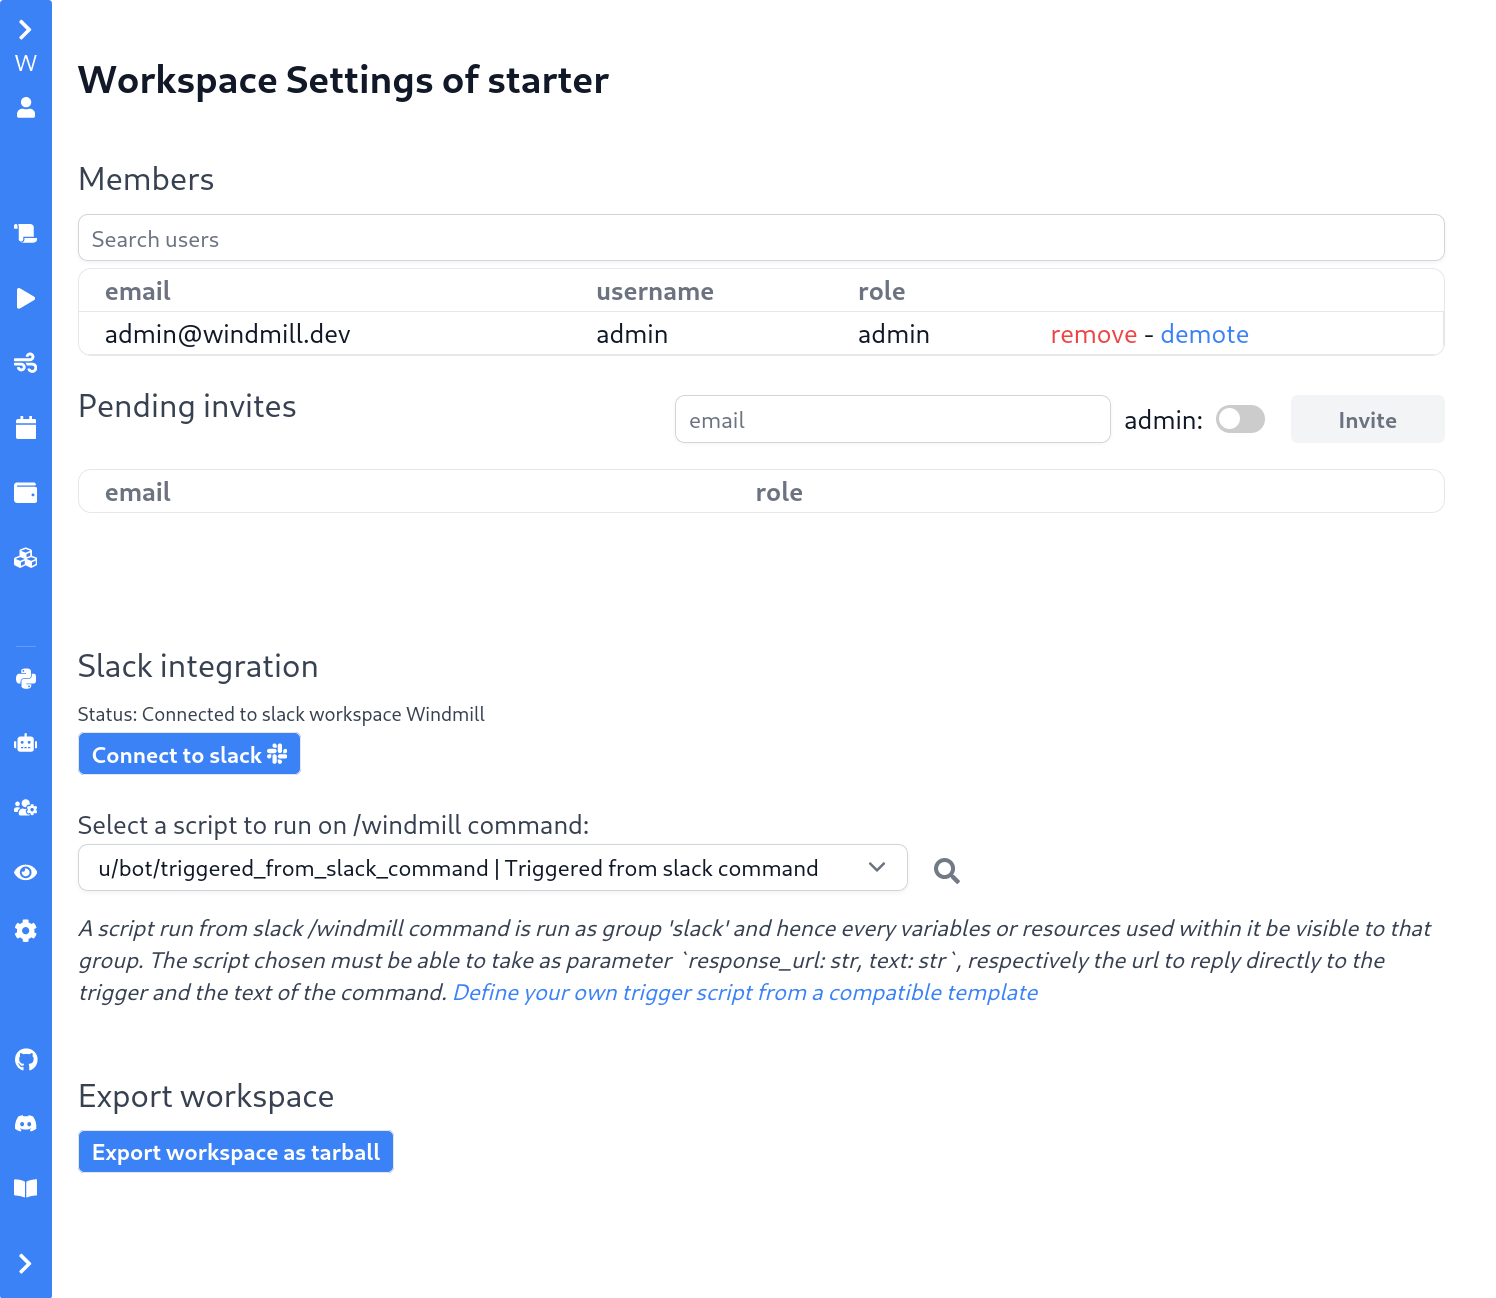 W
Workspace Settings of starter
Members
Search users
email username role
admin@windmill.dev admin admin remove - demote
Pending invites email admin: Invite
email role
Slack integration
Status: Connected to slack workspace Windmill
Connect to slack
Select a script to run on /windmill command:
u/bot/triggered_from_slack_command | Triggered from slack command
A script run from slack /windmill command is run as group 'slack' and hence every variables or resources used within it be visible to that
group. The script chosen must be able to take as parameter `response_url: str, text: str`, respectively the url to reply directly to the
trigger and the text of the command. Define your own trigger script from a compatible template
Export workspace
Export workspace as tarball